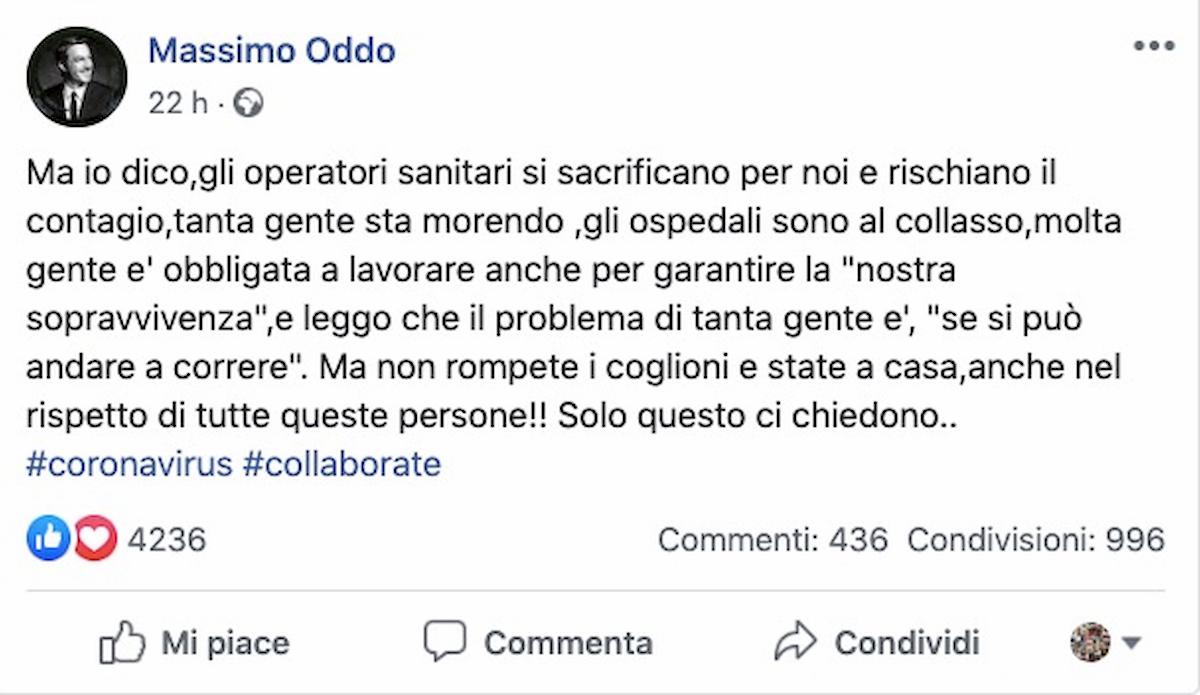 Massimo Oddo
22 h ·
Ma io dico,gli operatori sanitari si sacrificano per noi e rischiano il
contagio,tanta gente sta morendo ,gli ospedali sono al collasso,molta
gente e' obbligata a lavorare anche per garantire la "nostra
sopravvivenza",e leggo che il problema di tanta gente e', "se si può
andare a correre". Ma non rompete i coglioni e state a casa,anche nel
rispetto di tutte queste persone!! Solo questo ci chiedono..
#coronavirus #collaborate
4236 Commenti: 436 Condivisioni: 996
Mi piace Commenta Condividi